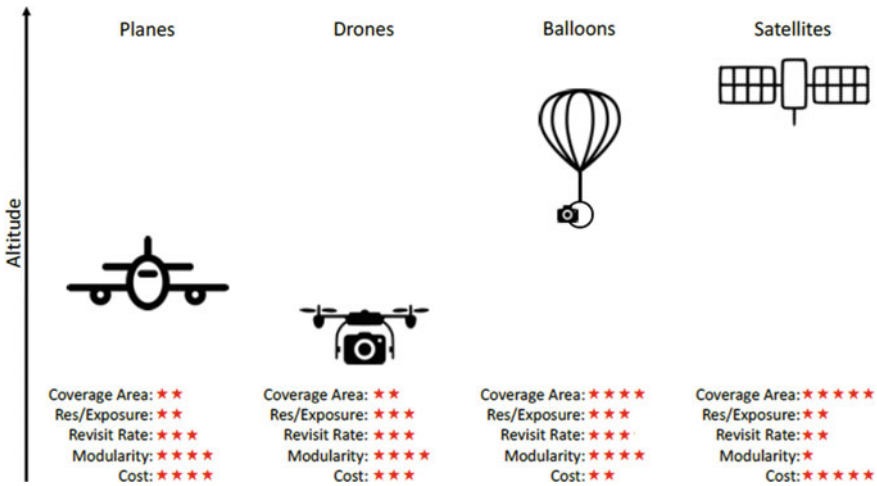 Planes Drones Balloons Satellites
Altitude
Coverage Area: ★★ Coverage Area: ★★ Coverage Area: ★★★★ Coverage Area: ★★★★★
Res/Exposure: ★★ Res/Exposure: ★★★ Res/Exposure: ★★★ Res/Exposure: ★★
Revisit Rate: ★★★ Revisit Rate: ★★★ Revisit Rate: ★★★ Revisit Rate: ★★
Modularity: ★★★★ Modularity: ★★★★ Modularity: ★★★★ Modularity: ★
Cost: ★★★★ Cost: ★★★ Cost: ★★ Cost: ★★★★★